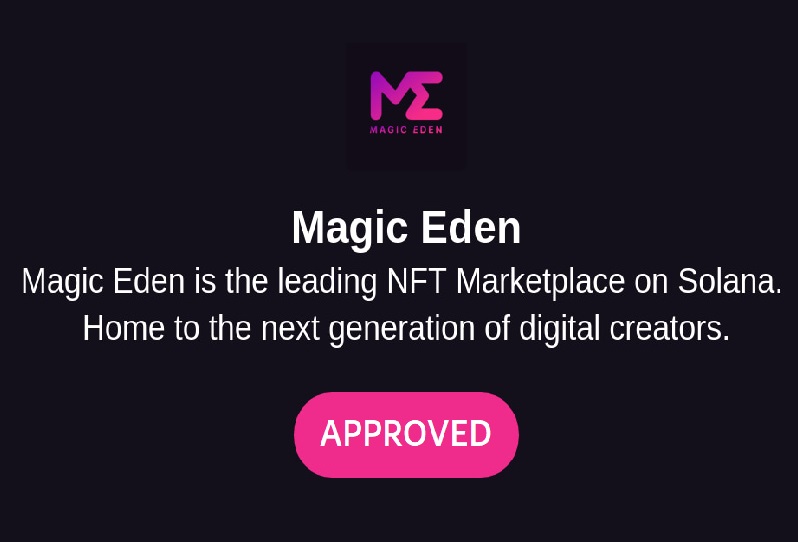 ME
MAGIC EDEN
Magic Eden
Magic Eden is the leading NFT Marketplace on Solana.
Home to the next generation of digital creators.
APPROVED